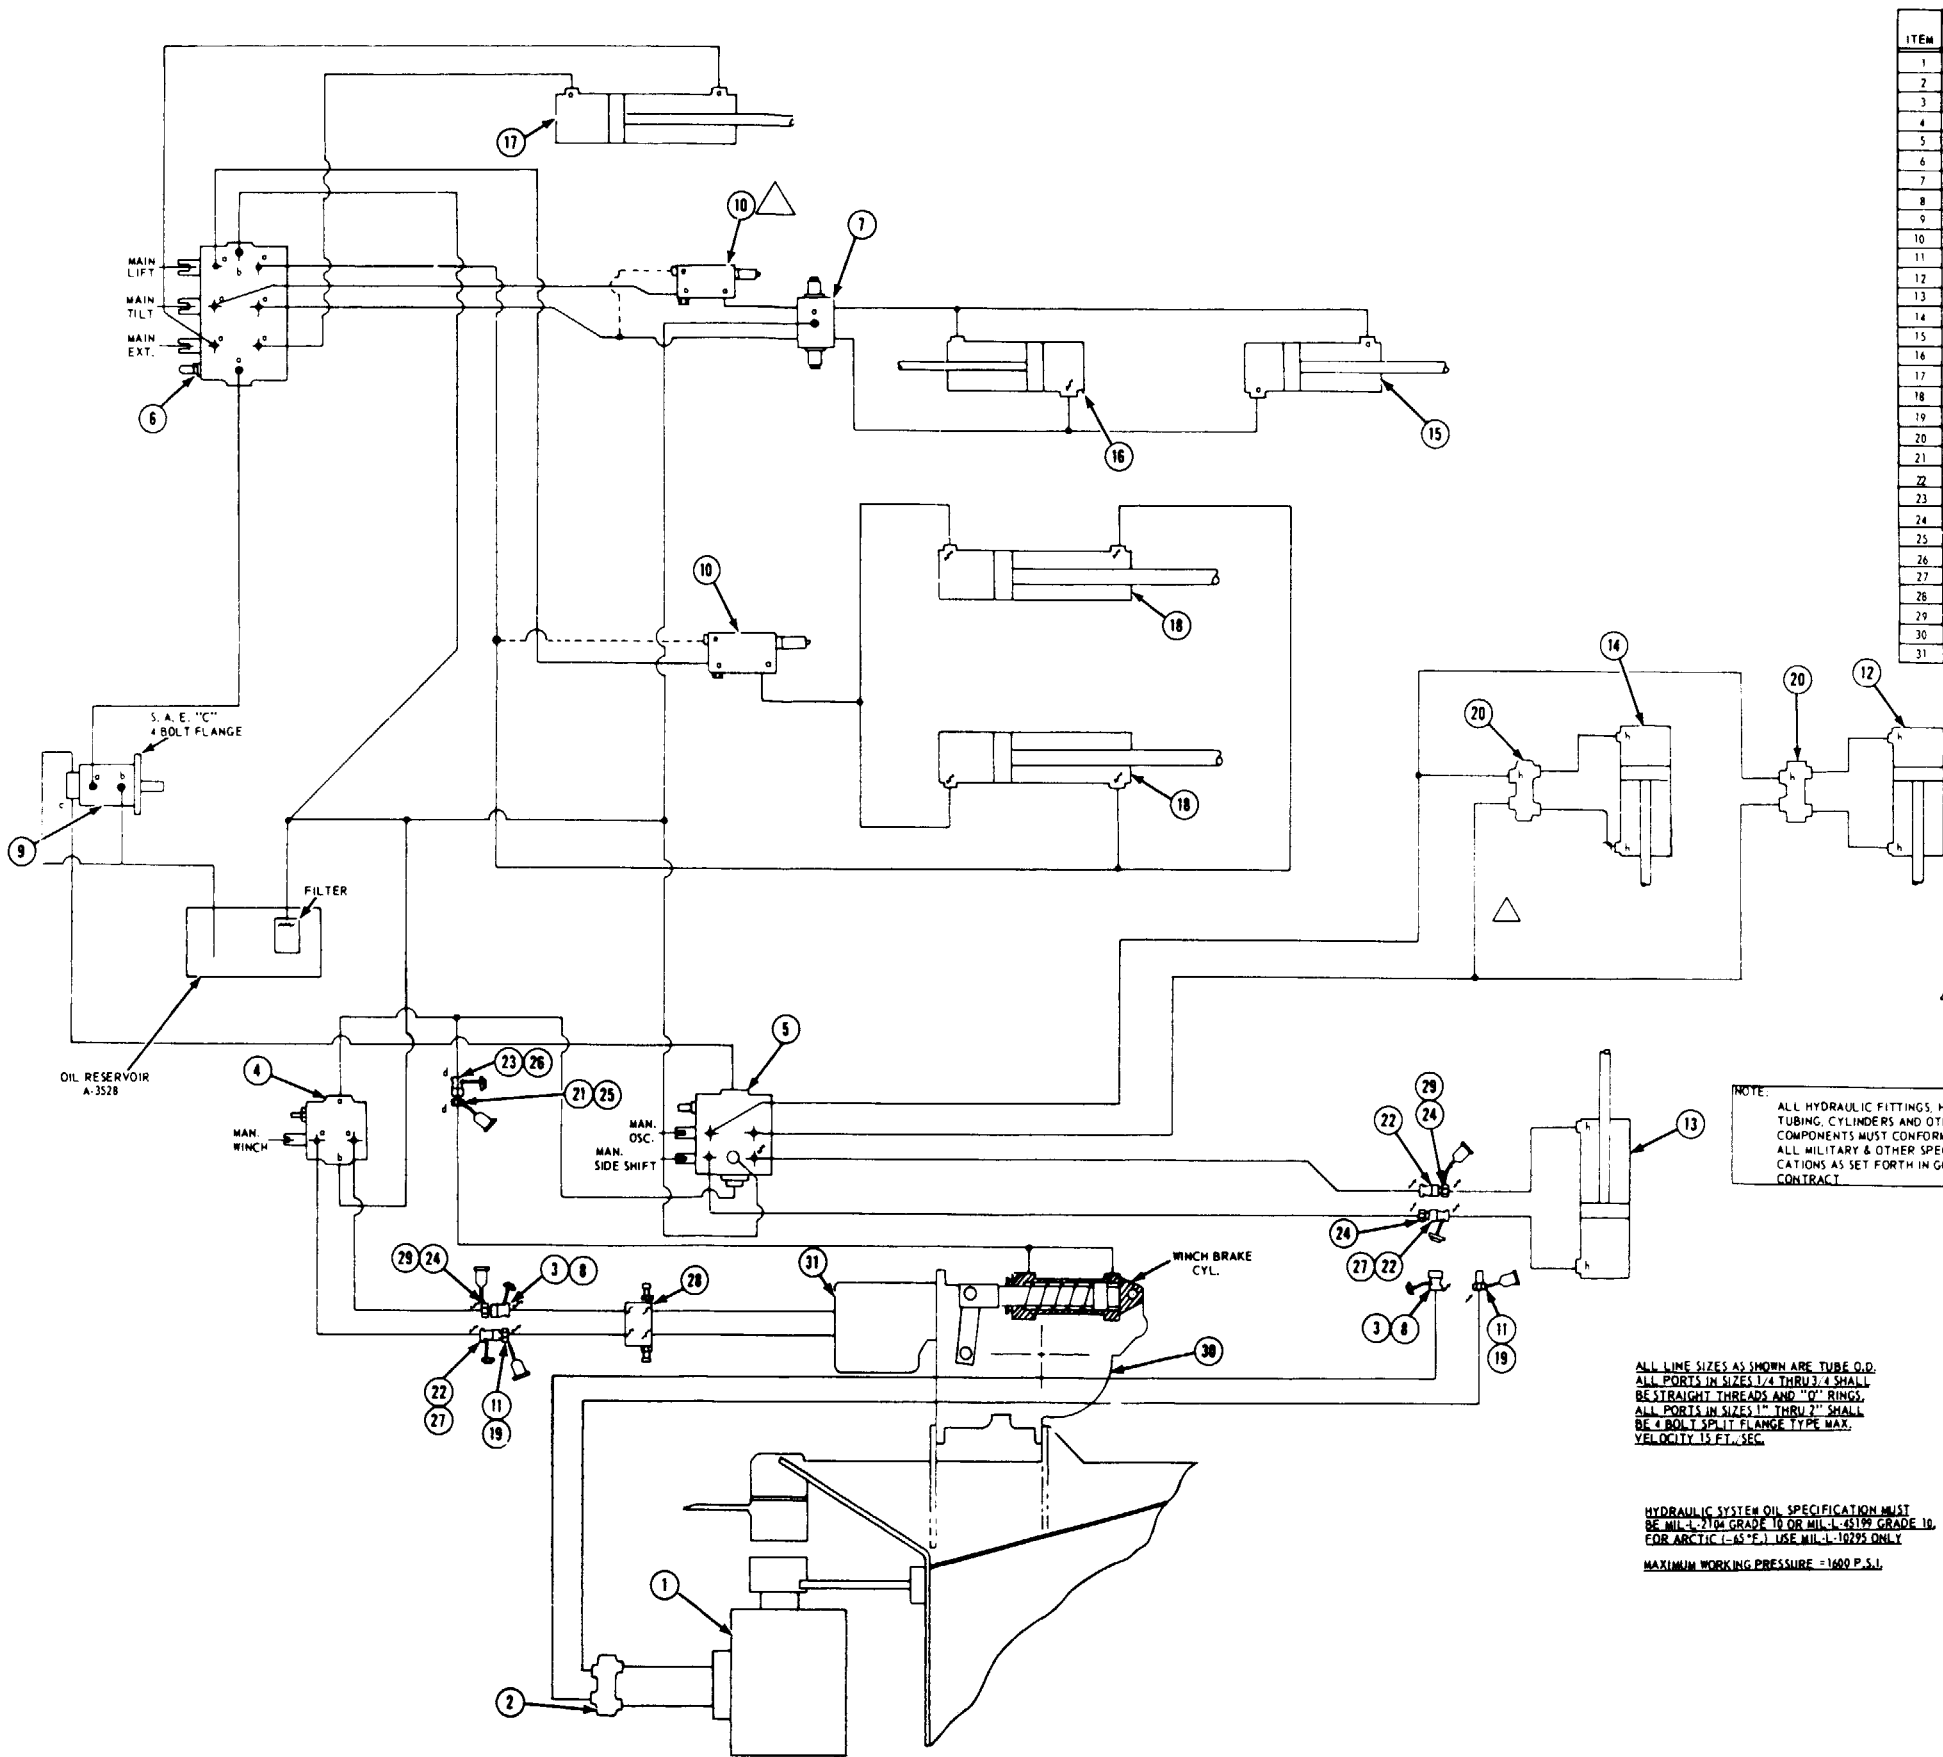 ITEM
1
2
3
4
5
6
7
8
9
10
11
12
13
14
15
16
17
18
19
20
21
22
23
24
25
26
27
28
29
30
31
17
10
7
MAIN
LIFT
MAIN
TILT
MAIN
EXT.
6
16
15
10
18
18
S. A. E. "C"
4 BOLT FLANGE
9
FILTER
OIL RESERVOIR
A-3528
14
20
20
12
4
23 26
21 25
5
MAN.
WINCH
MAN.
OSC.
MAN.
SIDE SHIFT
29
24
22
13
24
27 22
NOTE:
ALL HYDRAULIC FITTINGS, H
TUBING, CYLINDERS AND OT
COMPONENTS MUST CONFORM
ALL MILITARY & OTHER SPE
CATIONS AS SET FORTH IN G
CONTRACT
29 24
3 8
28
31
WINCH BRAKE
CYL.
22
27
11
19
30
3 8
11
19
ALL LINE SIZES AS SHOWN ARE TUBE O.D.
ALL PORTS IN SIZES 1/4 THRU 3/4 SHALL
BE STRAIGHT THREADS AND "O" RINGS.
ALL PORTS IN SIZES 1" THRU 2" SHALL
BE 4 BOLT SPLIT FLANGE TYPE MAX.
VELOCITY 15 FT./SEC.
HYDRAULIC SYSTEM OIL SPECIFICATION MUST
BE MIL-L-2104 GRADE 10 OR MIL-L-45199 GRADE 10.
FOR ARCTIC (-65°F.) USE MIL-L-10295 ONLY
MAXIMUM WORKING PRESSURE = 1600 P.S.I.
1
2